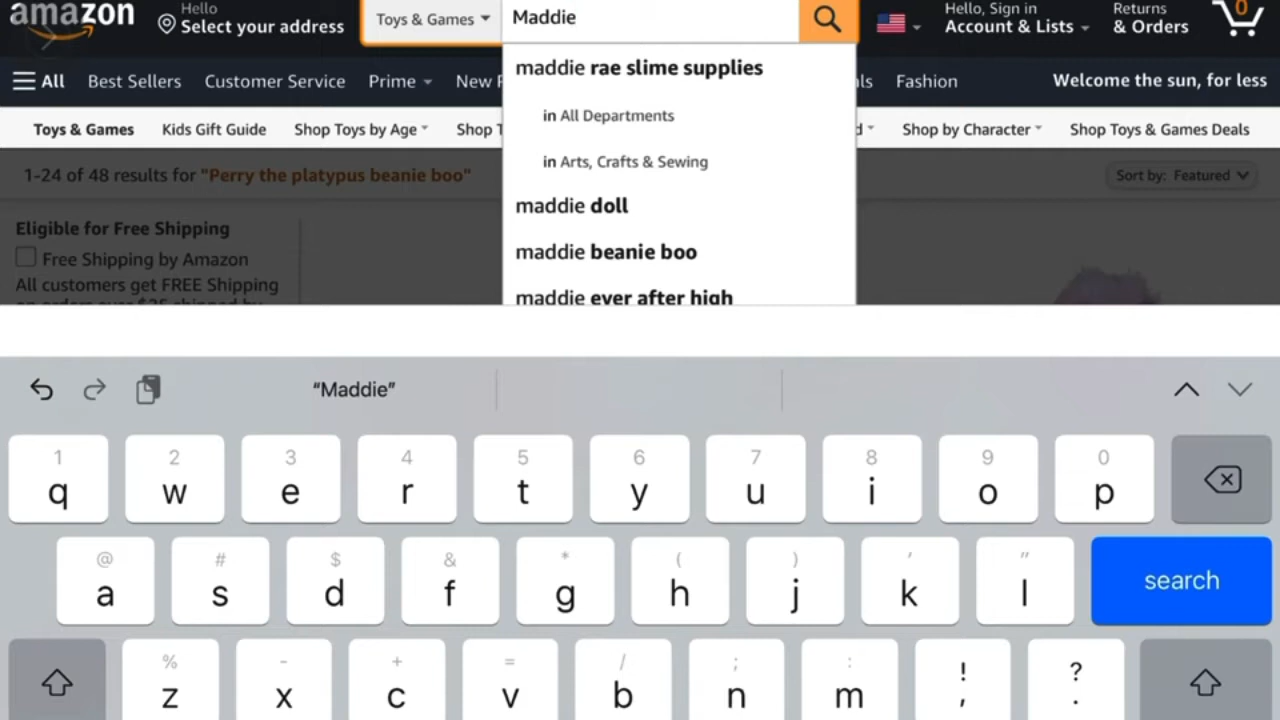 amazon
Hello
Select your address
Toys & Games
Maddie
Hello, Sign in
Account & Lists
Returns
& Orders
0
All
Best Sellers
Customer Service
Prime
New
Fashion
Welcome the sun, for less
Toys & Games
Kids Gift Guide
Shop Toys by Age
Shop
Shop by Character
Shop Toys & Games Deals
maddie rae slime supplies
in All Departments
in Arts, Crafts & Sewing
maddie doll
maddie beanie boo
maddie ever after high
1-24 of 48 results for "Perry the platypus beanie boo"
Sort by: Featured
Eligible for Free Shipping
Free Shipping by Amazon
All customers get FREE Shipping
“Maddie”
1 2 3 4 5 6 7 8 9 0
q w e r t y u i o p
@ # $ & * ( ) ' "
a s d f g h j k l search
% - + = / ; : ! ?
z x c v b n m , .